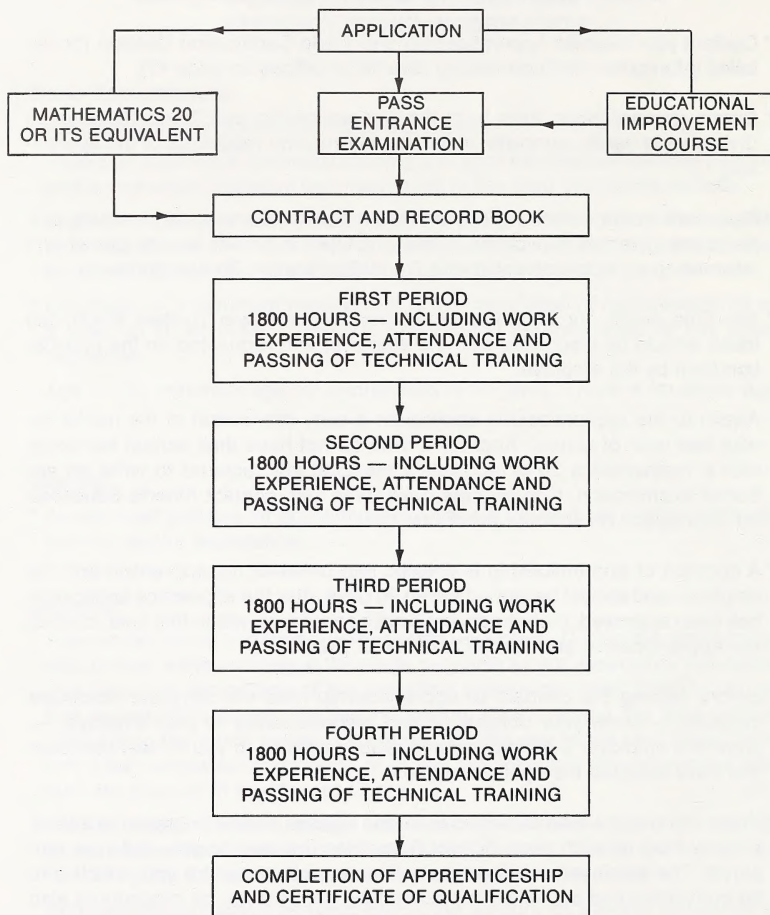 APPLICATION
MATHEMATICS 20
OR ITS EQUIVALENT
PASS
ENTRANCE
EXAMINATION
EDUCATIONAL
IMPROVEMENT
COURSE
CONTRACT AND RECORD BOOK
FIRST PERIOD
1800 HOURS — INCLUDING WORK
EXPERIENCE, ATTENDANCE AND
PASSING OF TECHNICAL TRAINING
SECOND PERIOD
1800 HOURS — INCLUDING WORK
EXPERIENCE, ATTENDANCE AND
PASSING OF TECHNICAL TRAINING
THIRD PERIOD
1800 HOURS — INCLUDING WORK
EXPERIENCE, ATTENDANCE AND
PASSING OF TECHNICAL TRAINING
FOURTH PERIOD
1800 HOURS — INCLUDING WORK
EXPERIENCE, ATTENDANCE AND
PASSING OF TECHNICAL TRAINING
COMPLETION OF APPRENTICESHIP
AND CERTIFICATE OF QUALIFICATION